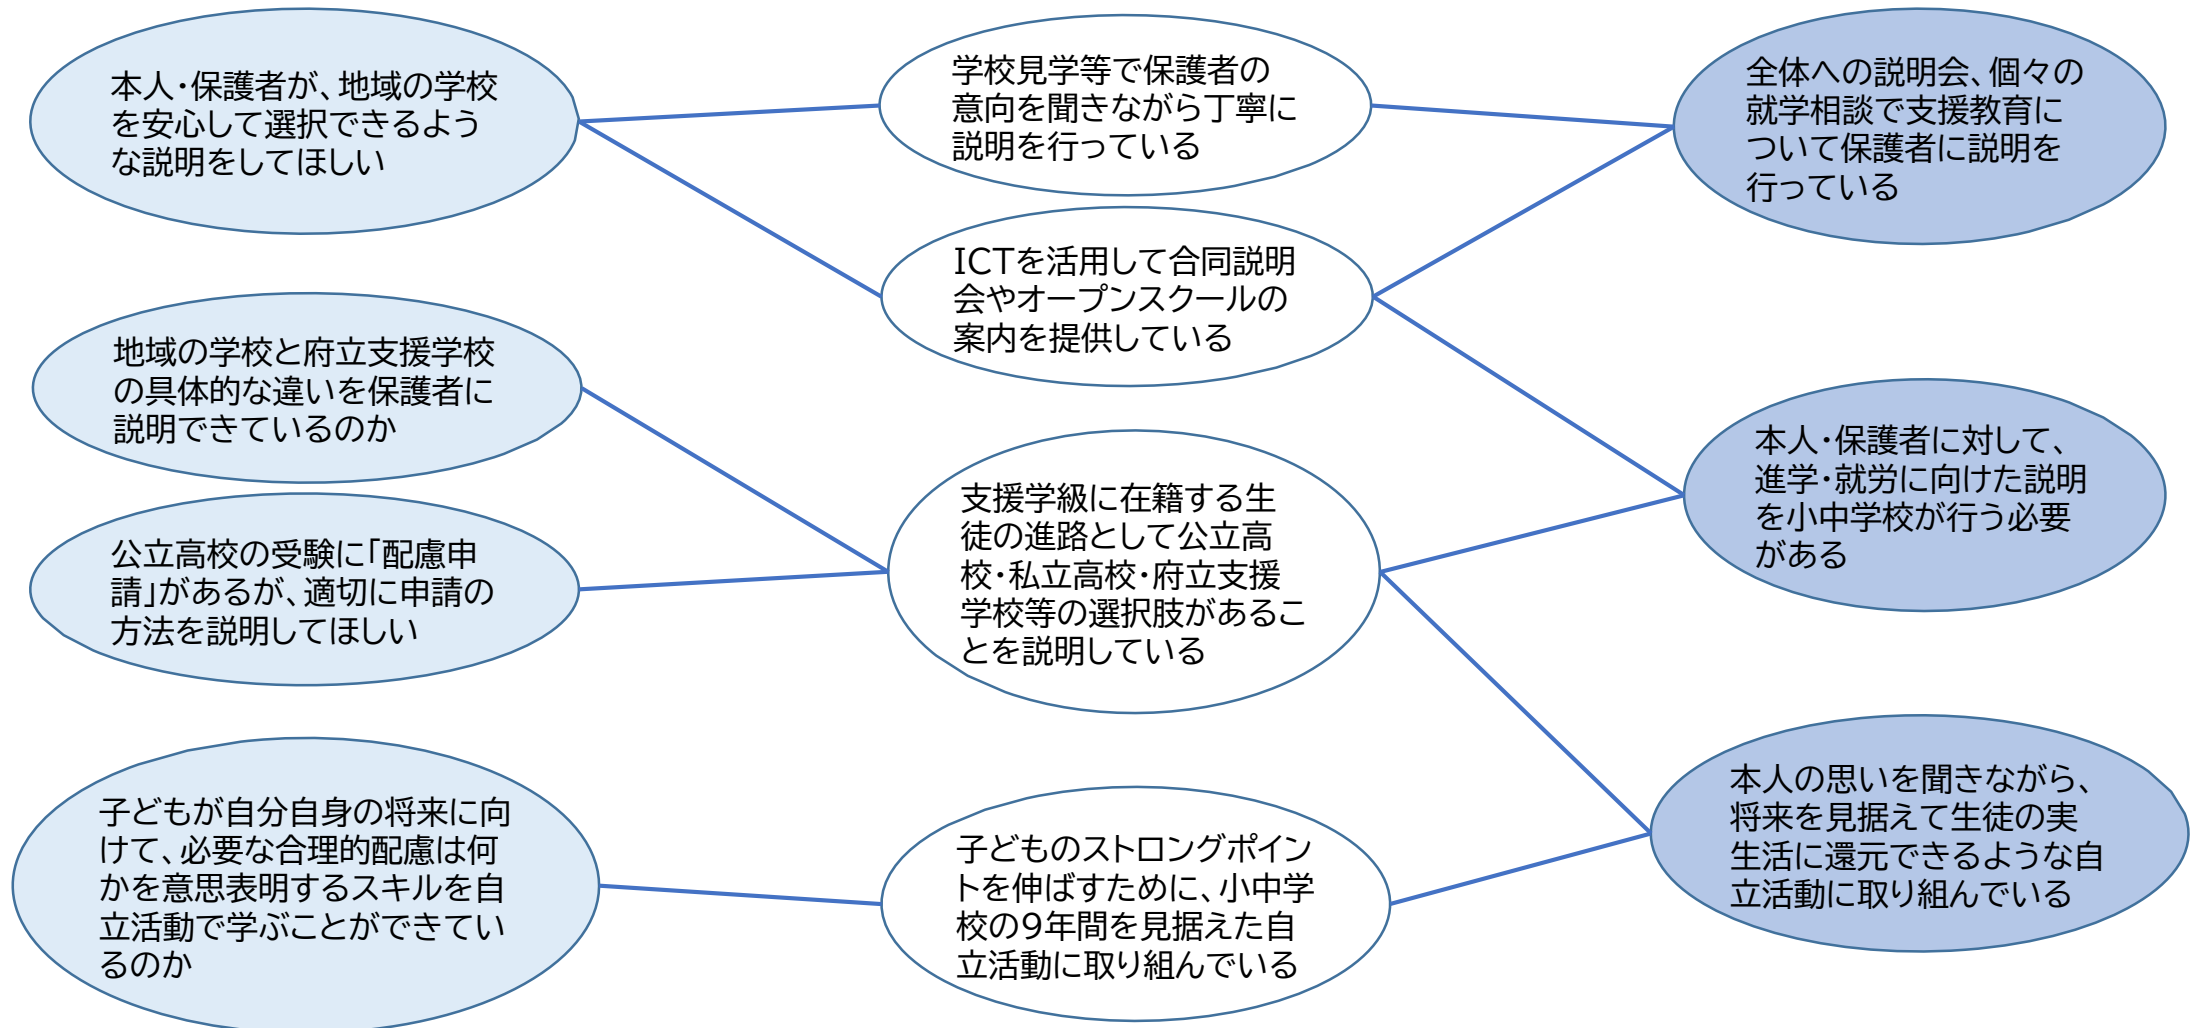 本人・保護者が、地域の学校
を安心して選択できるよう
な説明をしてほしい
地域の学校と府立支援学校
の具体的な違いを保護者に
説明できているのか
公立高校の受験に「配慮申
請」があるが、適切に申請の
方法を説明してほしい
子どもが自分自身の将来に向
けて、必要な合理的配慮は何
かを意思表明するスキルを自
立活動で学ぶことができてい
るのか
学校見学等で保護者の
意向を聞きながら丁寧に
説明を行っている
ICTを活用して合同説明
会やオープンスクールの
案内を提供している
支援学級に在籍する生
徒の進路として公立高
校・私立高校・府立支援
学校等の選択肢があるこ
とを説明している
子どものストロングポイン
トを伸ばすために、小中学
校の9年間を見据えた自
立活動に取り組んでいる
全体への説明会、個々の
就学相談で支援教育に
ついて保護者に説明を
行っている
本人・保護者に対して、
進学・就労に向けた説明
を小中学校が行う必要
がある
本人の思いを聞きながら、
将来を見据えて生徒の実
生活に還元できるような自
立活動に取り組んでいる